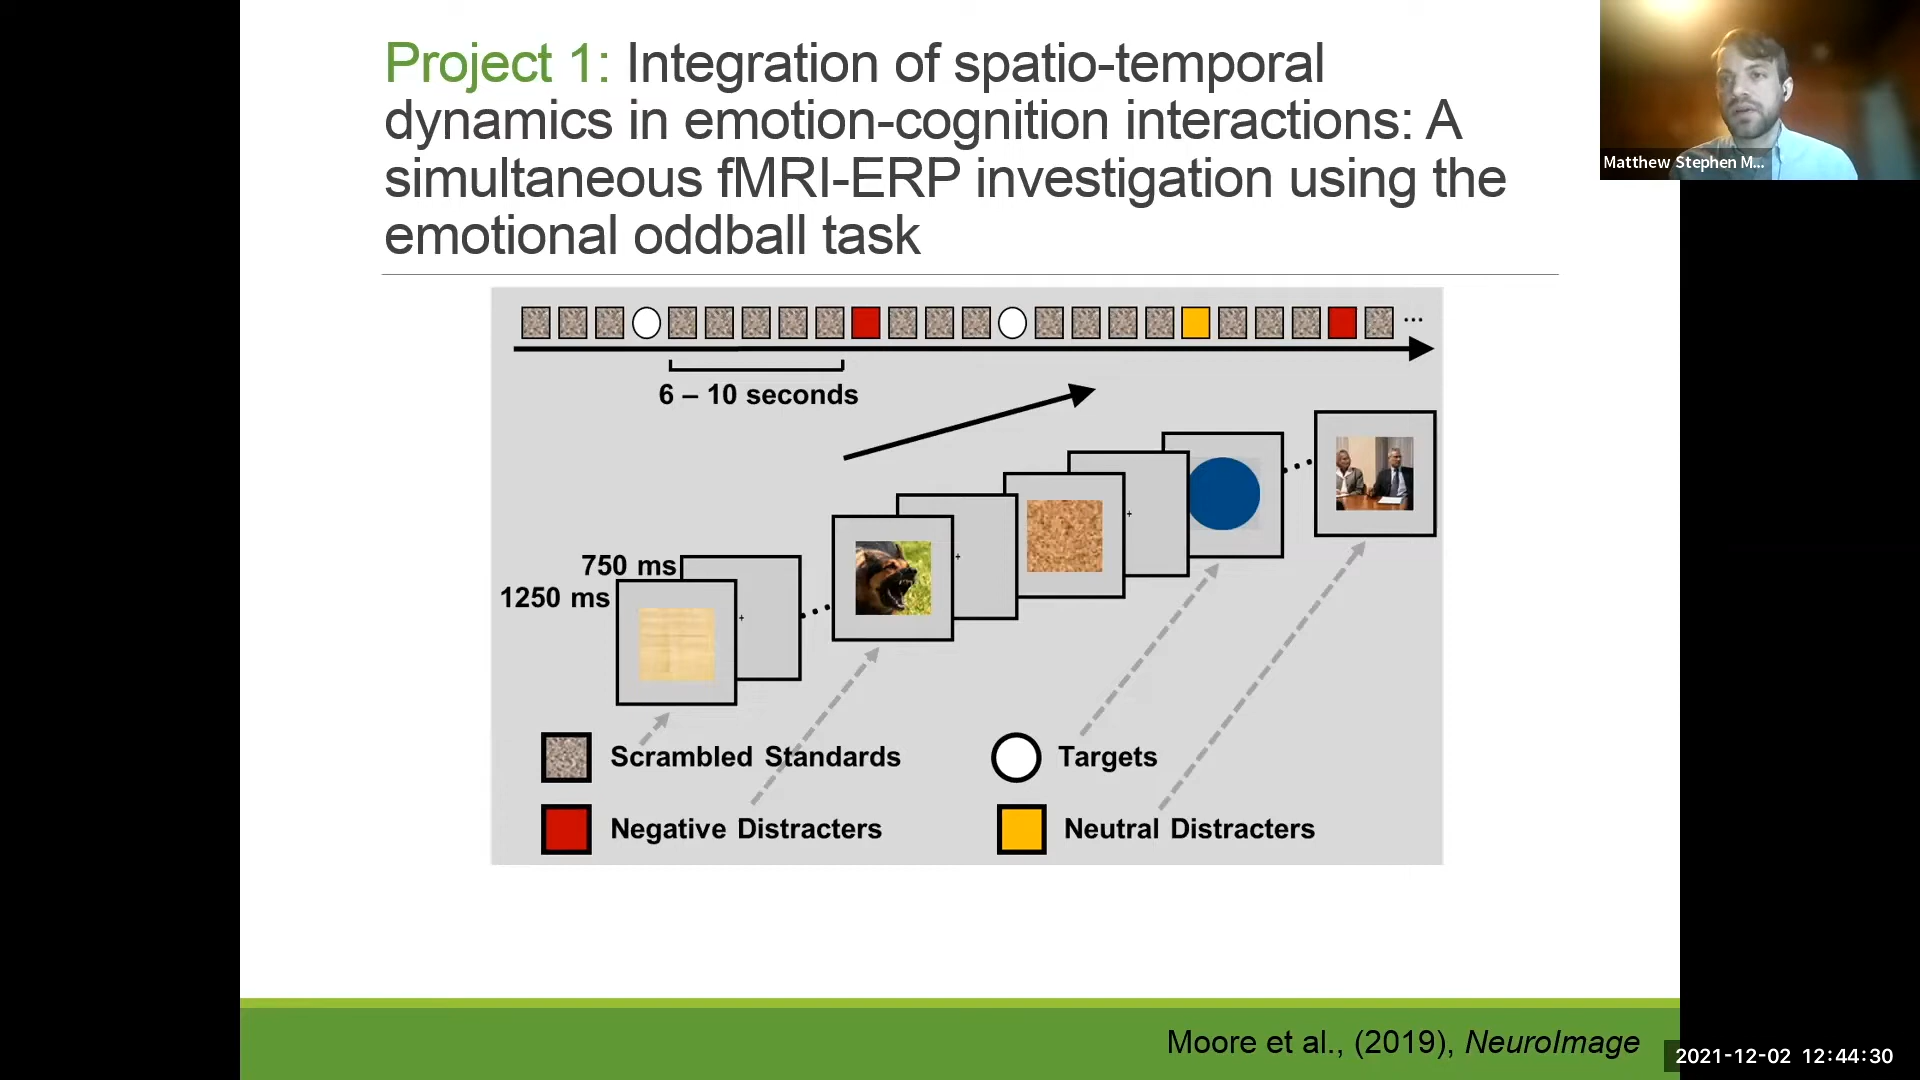 Project 1: Integration of spatio-temporal
dynamics in emotion-cognition interactions: A
simultaneous fMRI-ERP investigation using the
emotional oddball task
Matthew Stephen M...
...
6 – 10 seconds
750 ms
1250 ms
Scrambled Standards
Targets
Negative Distracters
Neutral Distracters
Moore et al., (2019), NeuroImage
2021-12-02 12:44:30